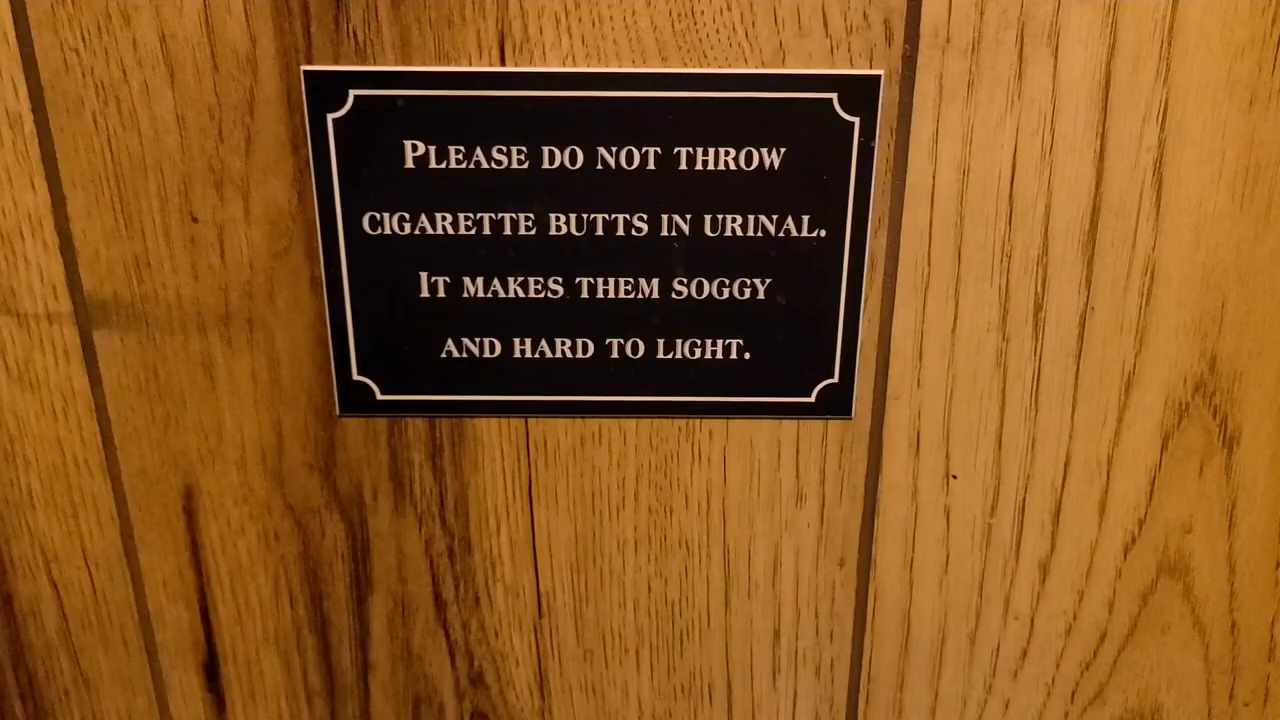 Please do not throw
cigarette butts in urinal.
It makes them soggy
and hard to light.